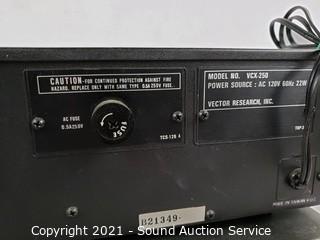 CAUTION-FOR CONTINUED PROTECTION AGAINST FIRE
HAZARD. REPLACE ONLY WITH SAME TYPE 0.5A 250V FUSE.
AC FUSE
0.5A250V
FUSE
TCS-128 A
MODEL NO. VCX-250
POWER SOURCE : AC 120V 60Hz 22W
VECTOR RESEARCH, INC.
MADE IN TAIWAN R.O.C.
B21349-
Copyright 2021 - Sound Auction Service